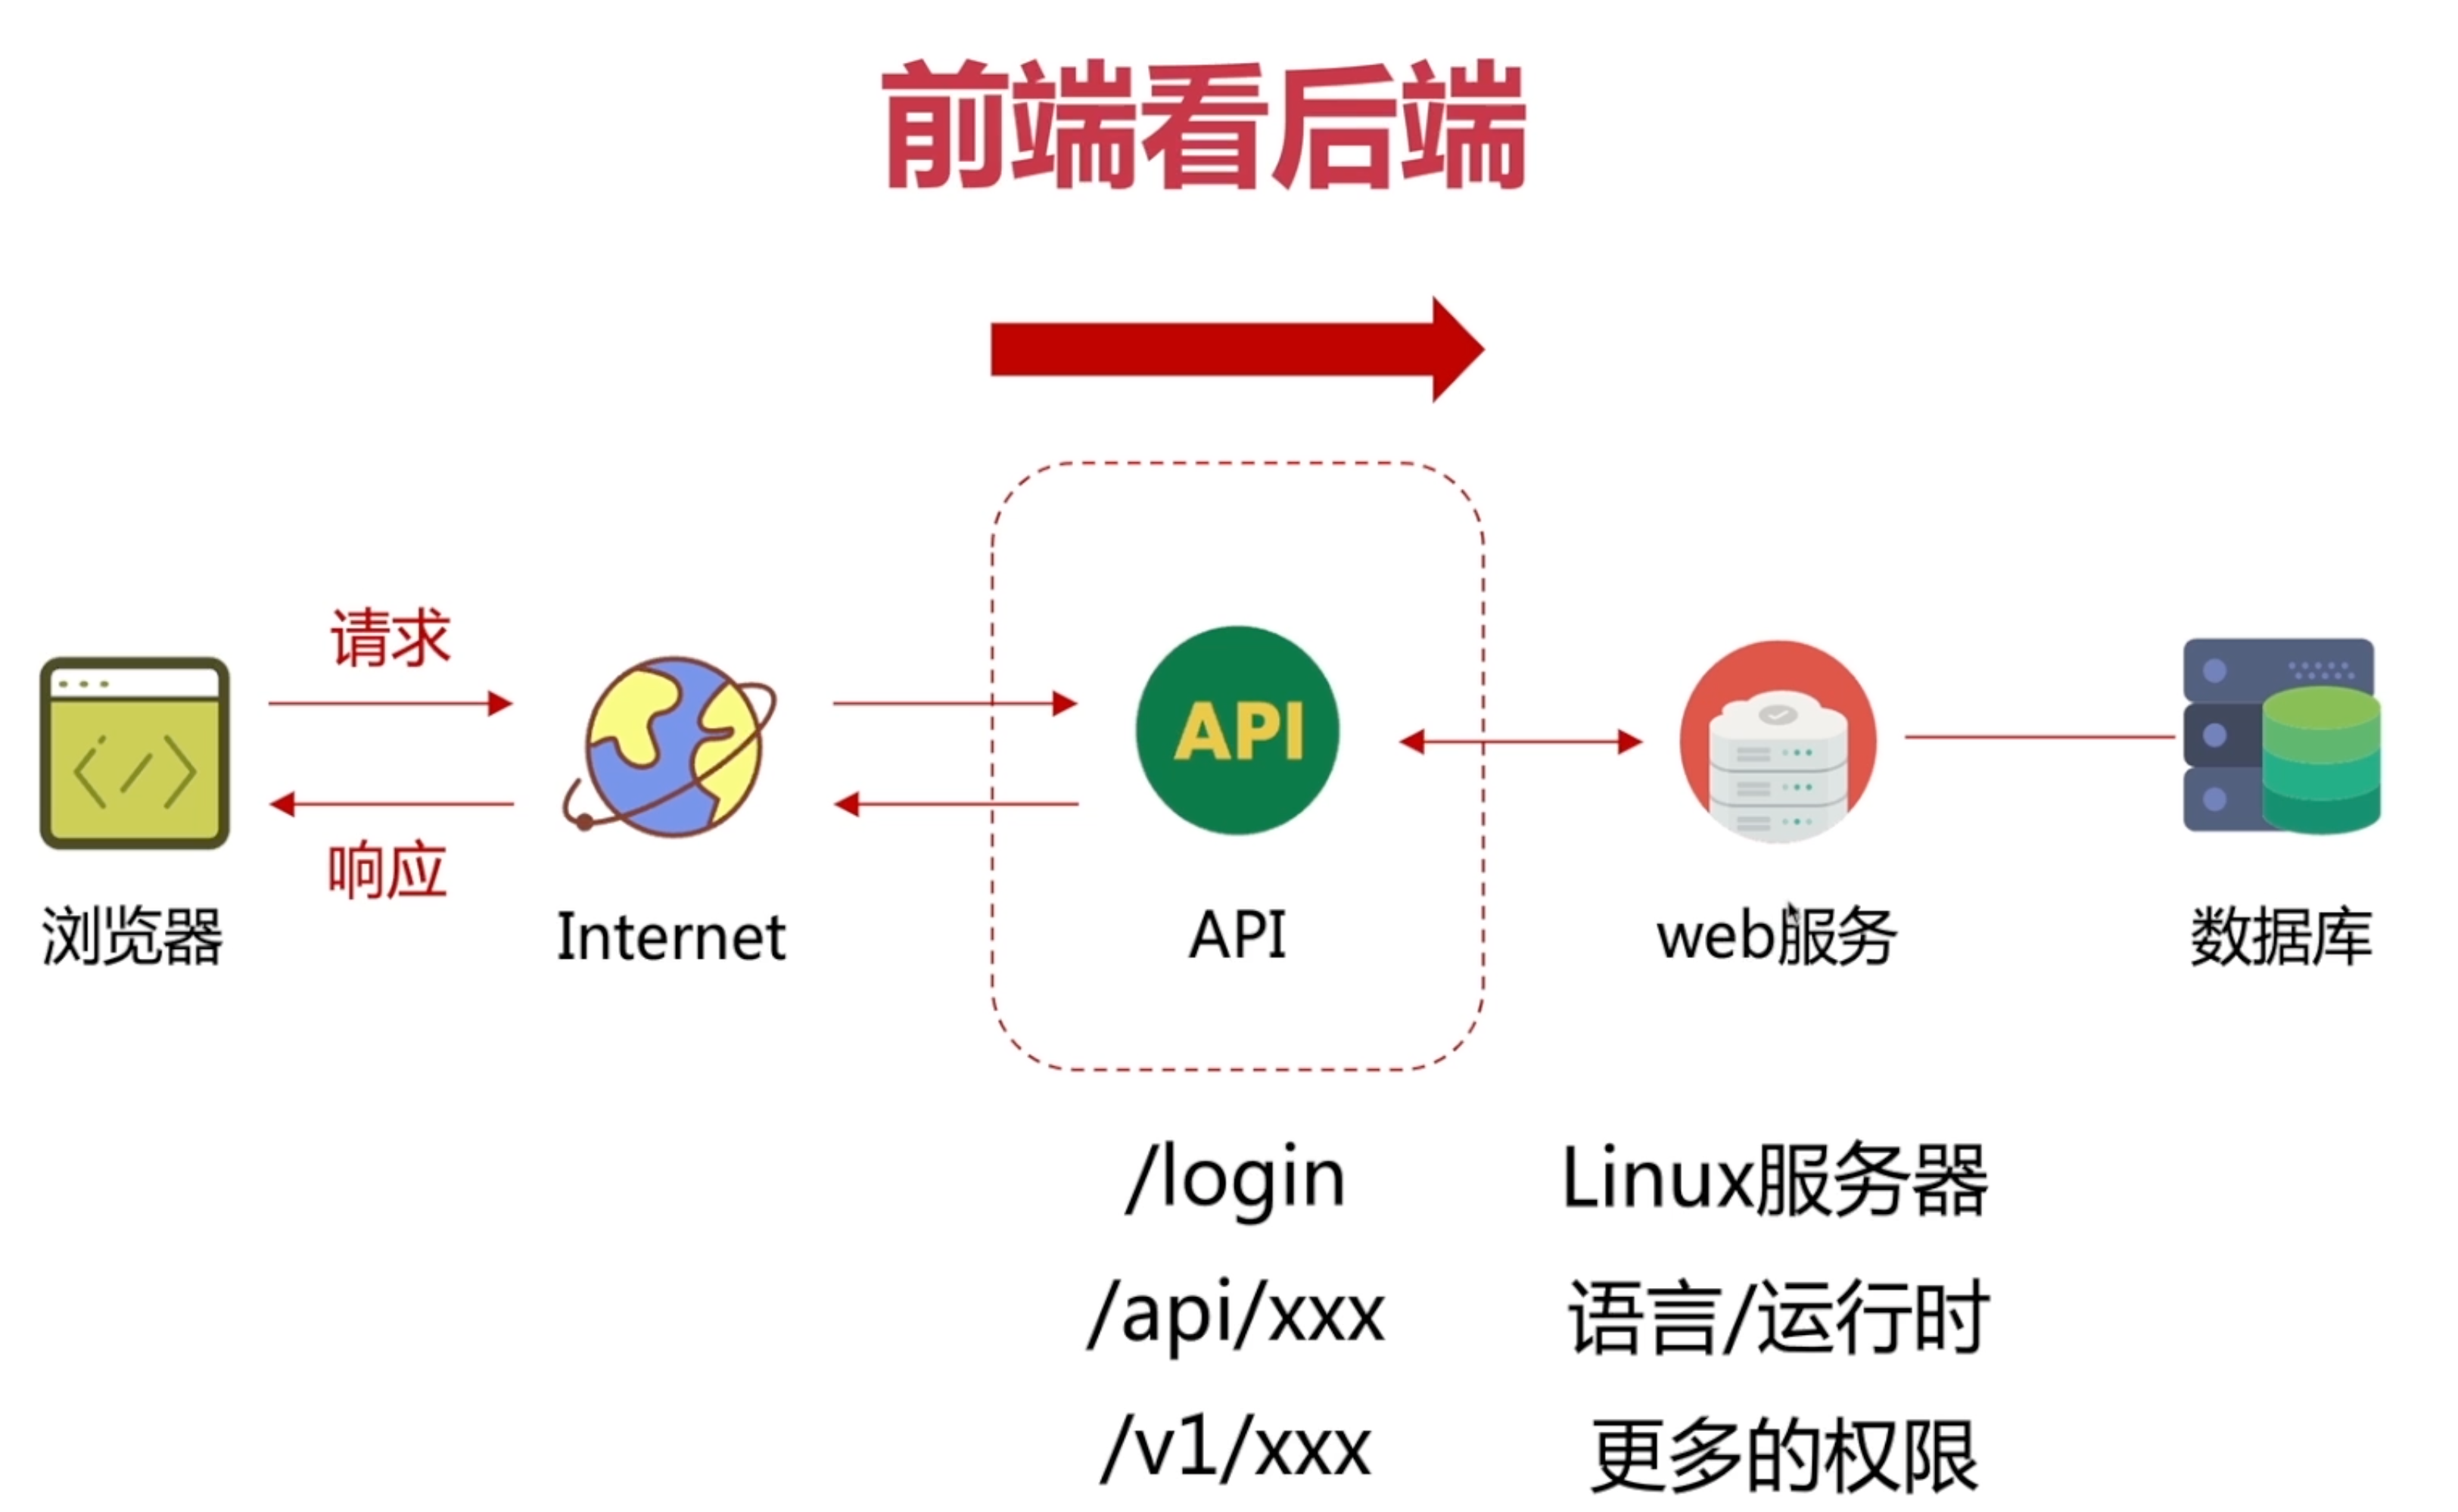 前端看后端
请求
响应
API
浏览器
Internet
API
web服务
数据库
/login
Linux服务器
/api/xxx
语言/运行时
/v1/xxx
更多的权限